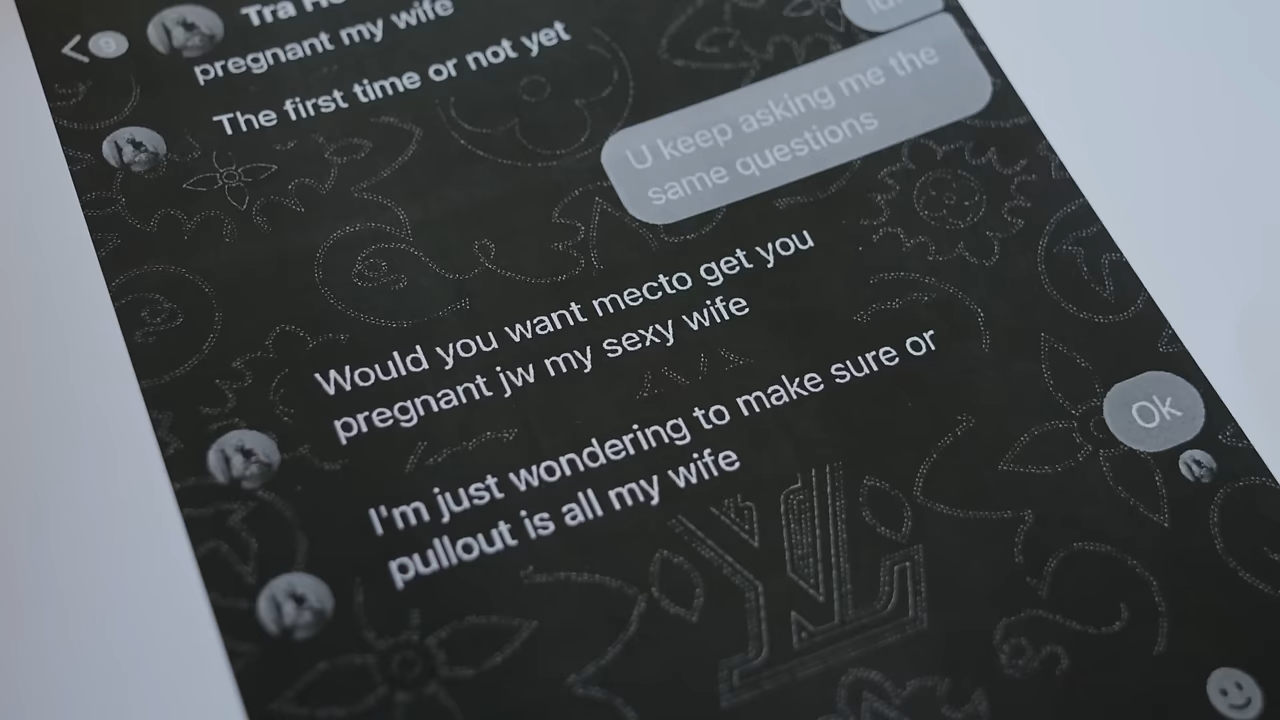 9
Tra
pregnant my wife
The first time or not yet
U keep asking me the
same questions
Would you want mecto get you
pregnant jw my sexy wife
I'm just wondering to make sure or
pullout is all my wife
Ok